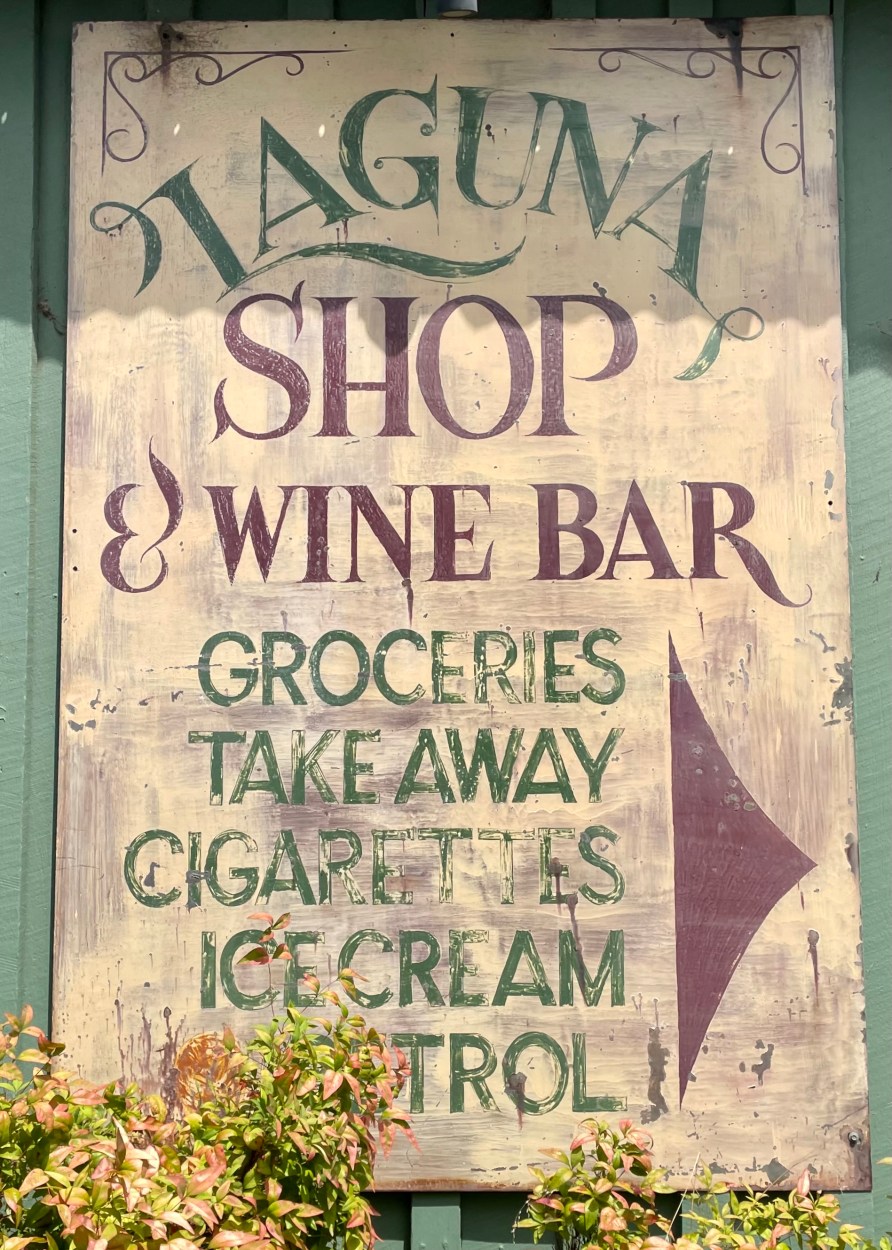 LAGUNA
SHOP
& WINE BAR
GROCERIES
TAKE AWAY
CIGARETTES
ICE CREAM
TROL